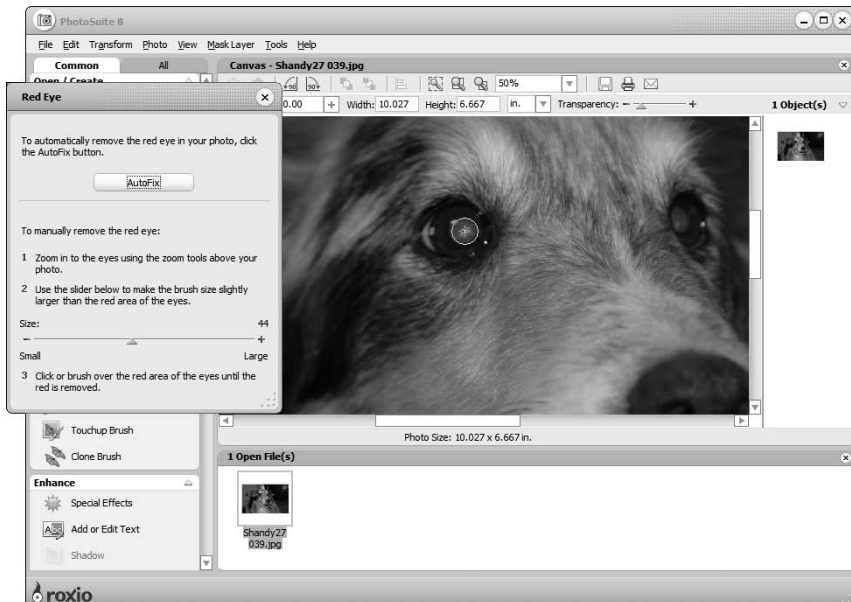 PhotoSuite 8
File Edit Transform Photo View Mask Layer Tools Help
Common All
Open / Create
Canvas - Shandy27 039.jpg
50%
0.00 Width: 10.027 Height: 6.667 in. Transparency:
1 Object(s)
Red Eye
To automatically remove the red eye in your photo, click
the AutoFix button.
AutoFix
To manually remove the red eye:
1 Zoom in to the eyes using the zoom tools above your
photo.
2 Use the slider below to make the brush size slightly
larger than the red area of the eyes.
Size: 44
Small Large
3 Click or brush over the red area of the eyes until the
red is removed.
Touchup Brush
Clone Brush
Enhance
Special Effects
Add or Edit Text
Shadow
Photo Size: 10.027 x 6.667 in.
1 Open File(s)
Shandy27
039.jpg
roxio